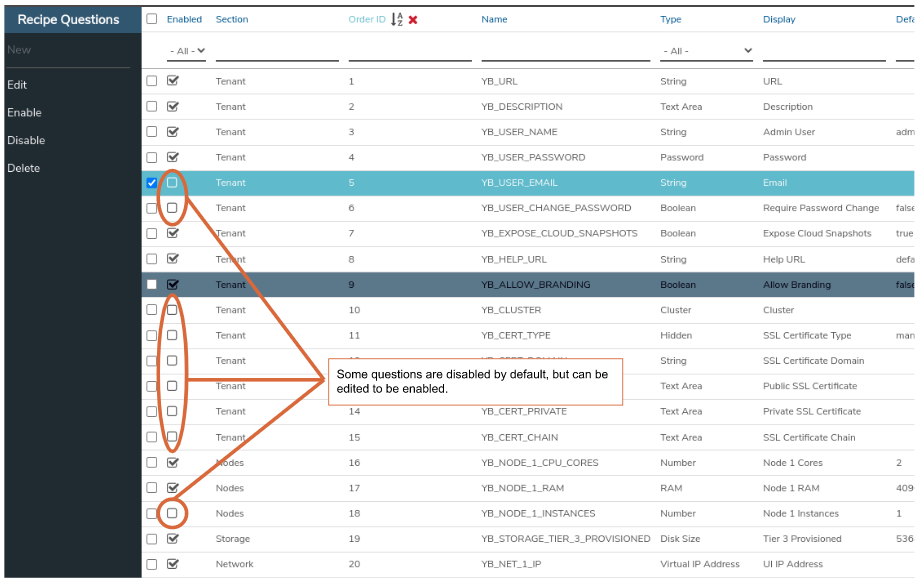 Recipe Questions
New
Edit
Enable
Disable
Delete
Enabled Section Order ID Name Type Display
- All - - All -
Tenant 1 YB_URL String URL
Tenant 2 YB_DESCRIPTION Text Area Description
Tenant 3 YB_USER_NAME String Admin User adm
Tenant 4 YB_USER_PASSWORD Password Password
Tenant 5 YB_USER_EMAIL String Email
Tenant 6 YB_USER_CHANGE_PASSWORD Boolean Require Password Change false
Tenant 7 YB_EXPOSE_CLOUD_SNAPSHOTS Boolean Expose Cloud Snapshots true
Tenant 8 YB_HELP_URL String Help URL defa
Tenant 9 YB_ALLOW_BRANDING Boolean Allow Branding false
Tenant 10 YB_CLUSTER Cluster Cluster
Tenant 11 YB_CERT_TYPE Hidden SSL Certificate Type man
Tenant String SSL Certificate Domain
Some questions are disabled by default, but can be
edited to be enabled.
Tenant Text Area Public SSL Certificate
Tenant 14 YB_CERT_PRIVATE Text Area Private SSL Certificate
Tenant 15 YB_CERT_CHAIN Text Area SSL Certificate Chain
Nodes 16 YB_NODE_1_CPU_CORES Number Node 1 Cores 2
Nodes 17 YB_NODE_1_RAM RAM Node 1 RAM 409
Nodes 18 YB_NODE_1_INSTANCES Number Node 1 Instances 1
Storage 19 YB_STORAGE_TIER_3_PROVISIONED Disk Size Tier 3 Provisioned 536
Network 20 YB_NET_1_IP Virtual IP Address UI IP Address